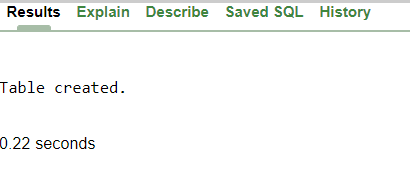 Results Explain Describe Saved SQL History
Table created.
0.22 seconds